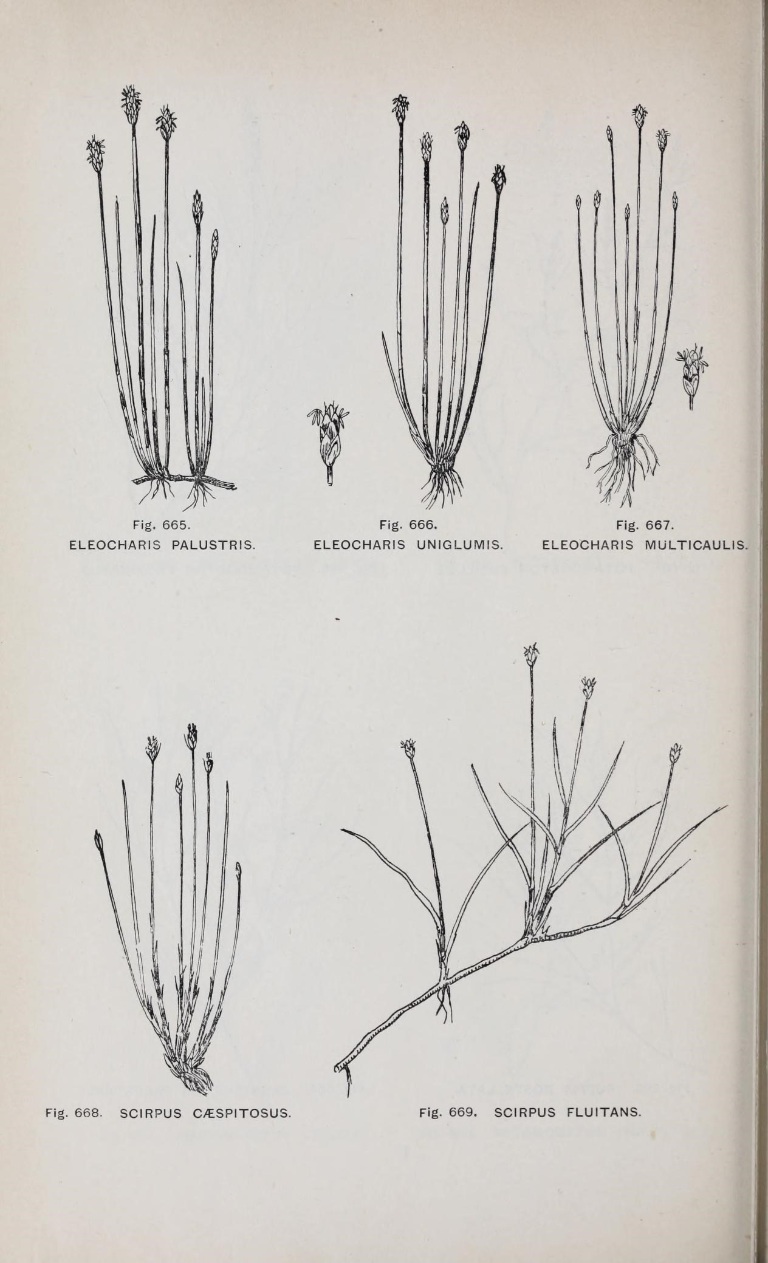 Fig. 665.
ELEOCHARIS PALUSTRIS.
Fig. 666.
ELEOCHARIS UNIGLUMIS.
Fig. 667.
ELEOCHARIS MULTICAULIS.
Fig. 668. SCIRPUS CÆSPITOSUS.
Fig. 669. SCIRPUS FLUITANS.